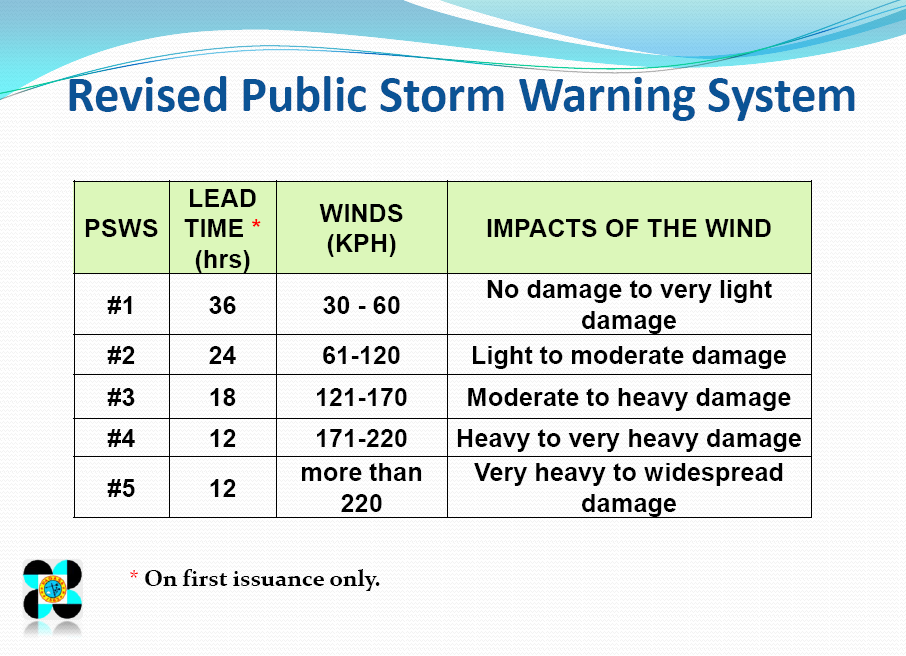 Revised Public Storm Warning System
PSWS
LEAD
TIME *
(hrs)
WINDS
(KPH)
IMPACTS OF THE WIND
#1
36
30 - 60
No damage to very light
damage
#2
24
61-120
Light to moderate damage
#3
18
121-170
Moderate to heavy damage
#4
12
171-220
Heavy to very heavy damage
#5
12
more than
220
Very heavy to widespread
damage
* On first issuance only.